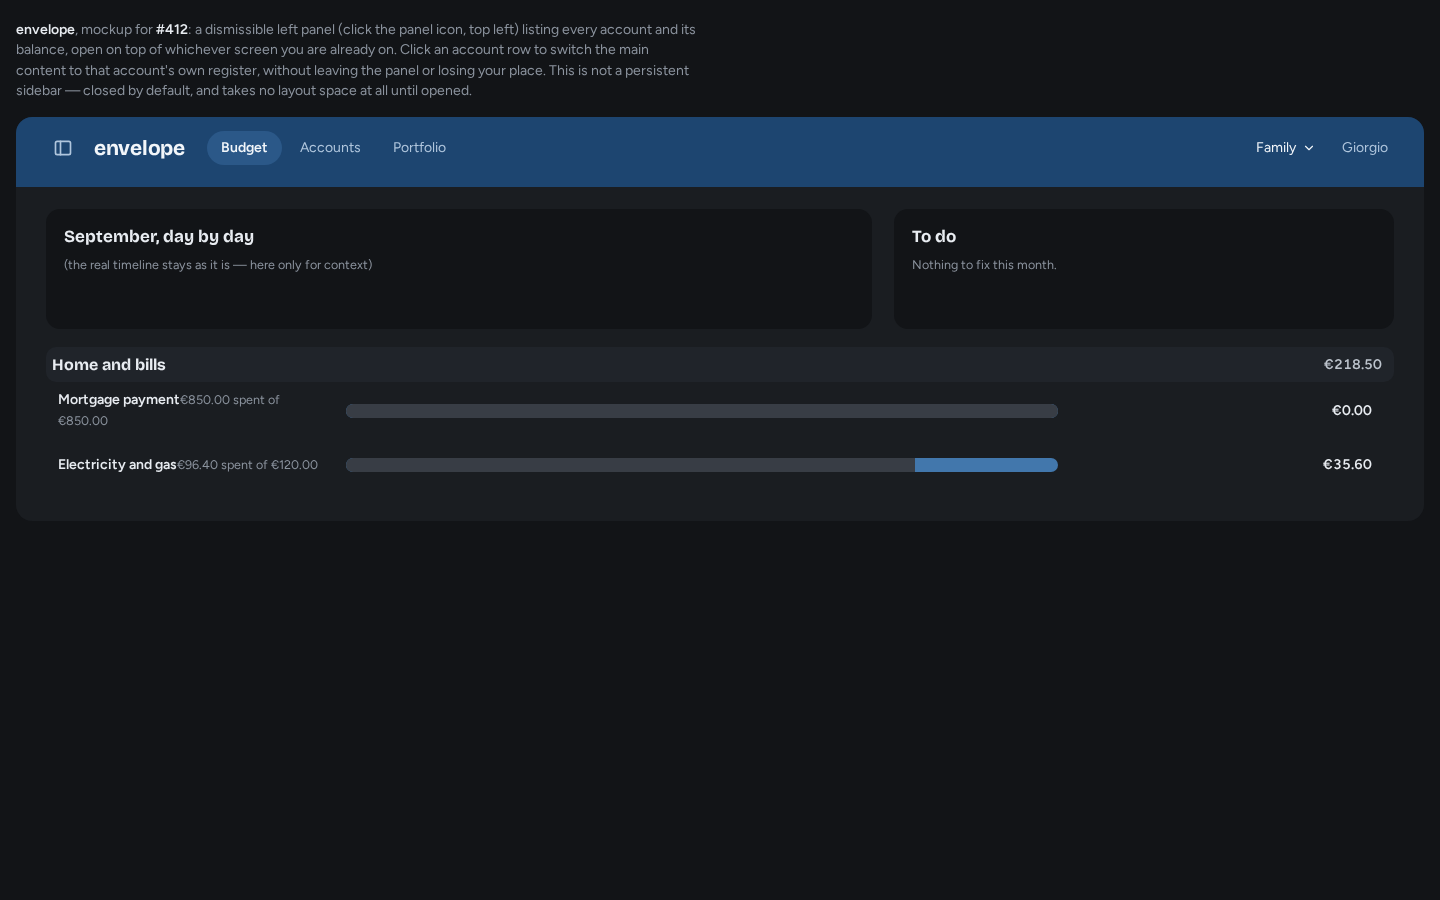 envelope, mockup for #412: a dismissible left panel (click the panel icon, top left) listing every account and its
balance, open on top of whichever screen you are already on. Click an account row to switch the main
content to that account's own register, without leaving the panel or losing your place. This is not a persistent
sidebar — closed by default, and takes no layout space at all until opened.
envelope Budget Accounts Portfolio Family Giorgio
September, day by day
(the real timeline stays as it is — here only for context)
To do
Nothing to fix this month.
Home and bills €218.50
Mortgage payment€850.00 spent of
€850.00
€0.00
Electricity and gas€96.40 spent of €120.00 €35.60